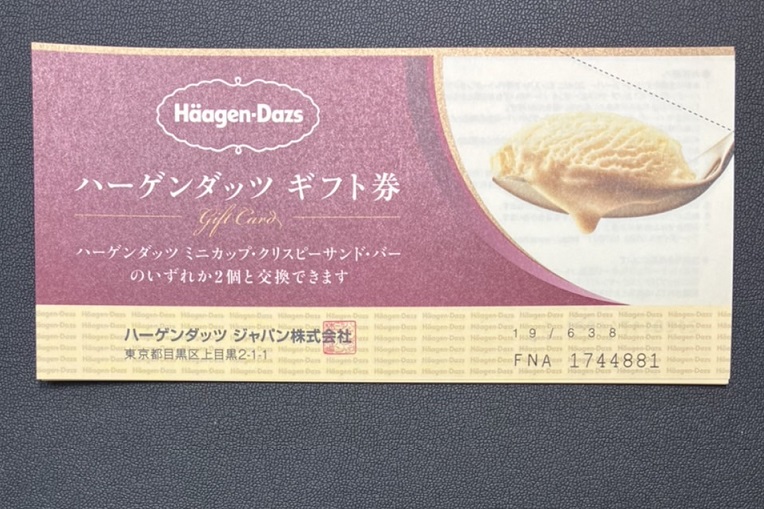 Häagen-Dazs
ハーゲンダッツ ギフト券
Gift Card
ハーゲンダッツ ミニカップ・クリスピーサンド・バー
のいずれか2個と交換できます
ハーゲンダッツ ジャパン株式会社
東京都目黒区上目黒2-1-1
19/638
FNA 1744881